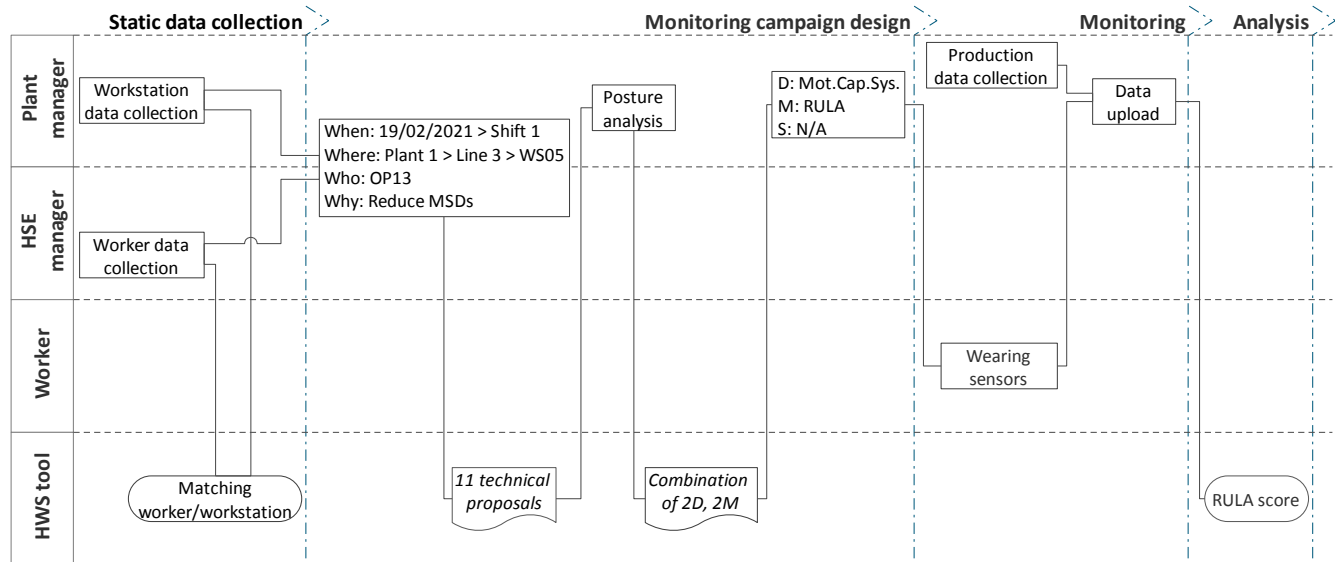 Static data collection
Monitoring campaign design
Monitoring
Analysis
Plant
manager
Workstation
data collection
When: 19/02/2021 > Shift 1
Where: Plant 1 > Line 3 > WS05
Who: OP13
Why: Reduce MSDs
Posture
analysis
D: Mot.Cap.Sys.
M: RULA
S: N/A
Production
data collection
Data
upload
HSE
manager
Worker data
collection
Worker
Wearing
sensors
HWS tool
Matching
worker/workstation
11 technical
proposals
Combination
of 2D, 2M
RULA score